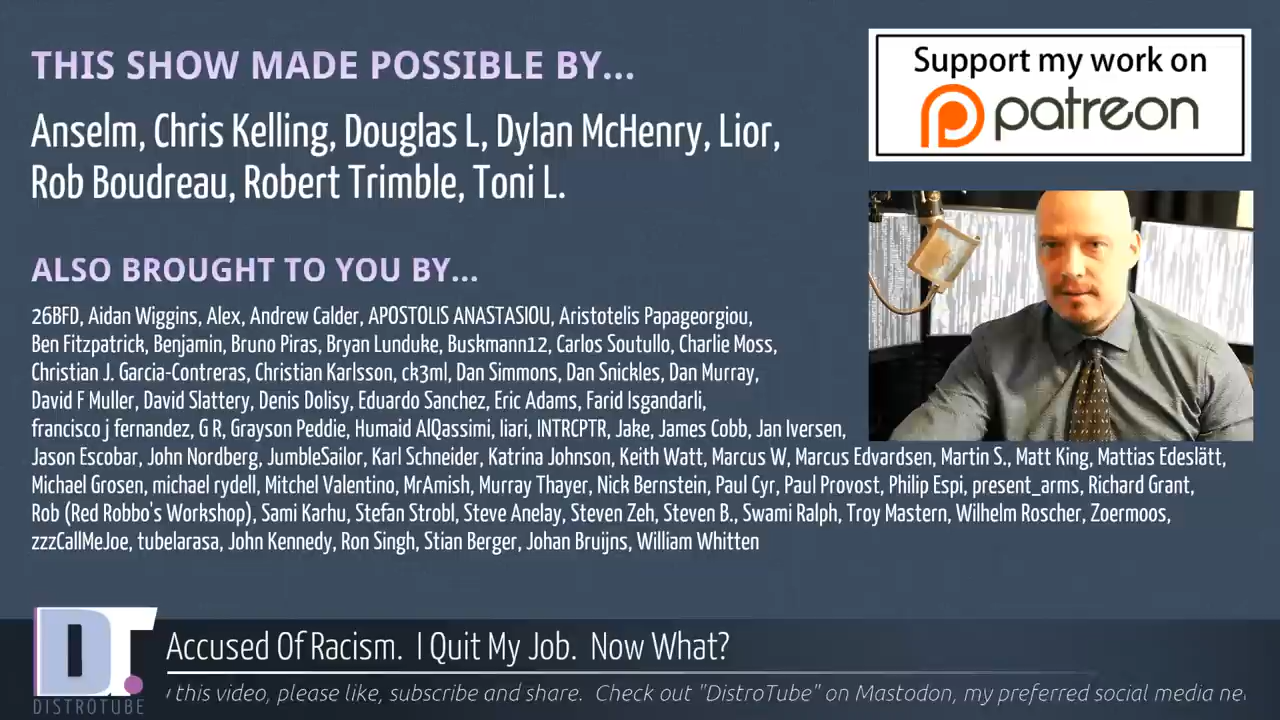 THIS SHOW MADE POSSIBLE BY...
Anselm, Chris Kelling, Douglas L, Dylan McHenry, Lior,
Rob Boudreau, Robert Trimble, Toni L.
Support my work on
patreon
ALSO BROUGHT TO YOU BY...
26BFD, Aidan Wiggins, Alex, Andrew Calder, APOSTOLIS ANASTASIOU, Aristotelis Papageorgiou,
Ben Fitzpatrick, Benjamin, Bruno Piras, Bryan Lunduke, Buskmann12, Carlos Soutullo, Charlie Moss,
Christian J. Garcia-Contreras, Christian Karlsson, ck3ml, Dan Simmons, Dan Snickles, Dan Murray,
David F Muller, David Slattery, Denis Dolisy, Eduardo Sanchez, Eric Adams, Farid Isgandarli,
francisco j fernandez, G R, Grayson Peddie, Humaid AlQassimi, liari, INTRCPTR, Jake, James Cobb, Jan Iversen,
Jason Escobar, John Nordberg, JumbleSailor, Karl Schneider, Katrina Johnson, Keith Watt, Marcus W, Marcus Edvardsen, Martin S., Matt King, Mattias Edeslätt,
Michael Grosen, michael rydell, Mitchel Valentino, MrAmish, Murray Thayer, Nick Bernstein, Paul Cyr, Paul Provost, Philip Espi, present_arms, Richard Grant,
Rob (Red Robbo's Workshop), Sami Karhu, Stefan Strobl, Steve Anelay, Steven Zeh, Steven B., Swami Ralph, Troy Mastern, Wilhelm Roscher, Zoermoos,
zzzCallMeJoe, tubelarasa, John Kennedy, Ron Singh, Stian Berger, Johan Bruijns, William Whitten
DT.
DISTROTUBE
Accused Of Racism. I Quit My Job. Now What?
this video, please like, subscribe and share. Check out "DistroTube" on Mastodon, my preferred social media